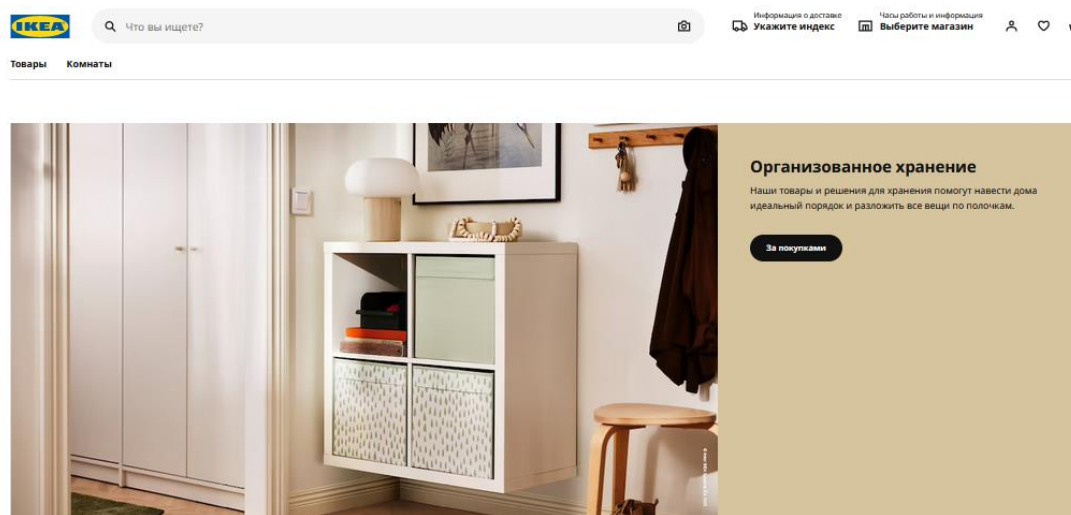 IKEA
Что вы ищете?
Информация о доставке
Укажите индекс
Часы работы и информация
Выберите магазин
Товары
Комнаты
Организованное хранение
Наши товары и решения для хранения помогут навести дома
идеальный порядок и разложить все вещи по полочкам.
За покупками